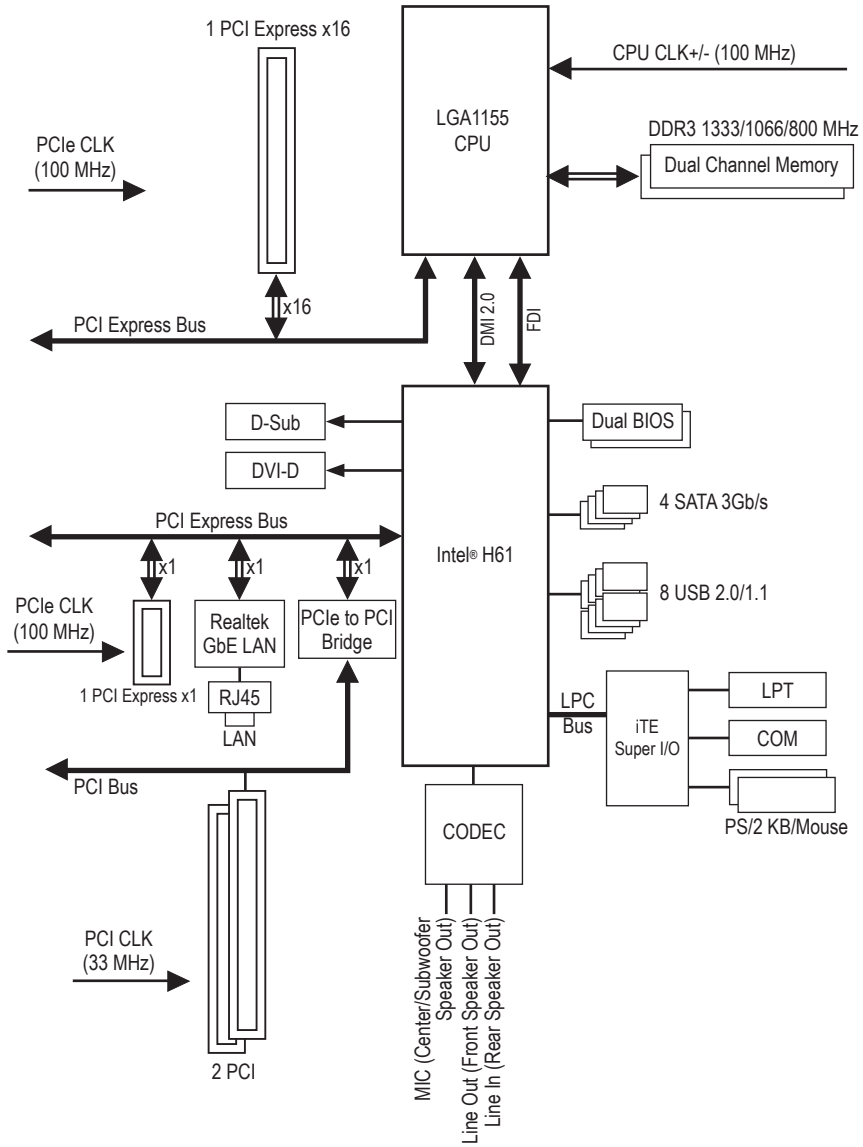 1 PCI Express x16
CPU CLK+/- (100 MHz)
LGA1155
CPU
DDR3 1333/1066/800 MHz
Dual Channel Memory
PCIe CLK
(100 MHz)
x16
PCI Express Bus
DMI 2.0
FDI
D-Sub
Dual BIOS
DVI-D
4 SATA 3Gb/s
PCI Express Bus
Intel® H61
x1
x1
x1
8 USB 2.0/1.1
PCIe CLK
(100 MHz)
Realtek
GbE LAN
PCIe to PCI
Bridge
1 PCI Express x1
RJ45
LAN
LPC
Bus
iTE
Super I/O
LPT
COM
PS/2 KB/Mouse
PCI Bus
CODEC
PCI CLK
(33 MHz)
2 PCI
MIC (Center/Subwoofer
Speaker Out)
Line Out (Front Speaker Out)
Line In (Rear Speaker Out)